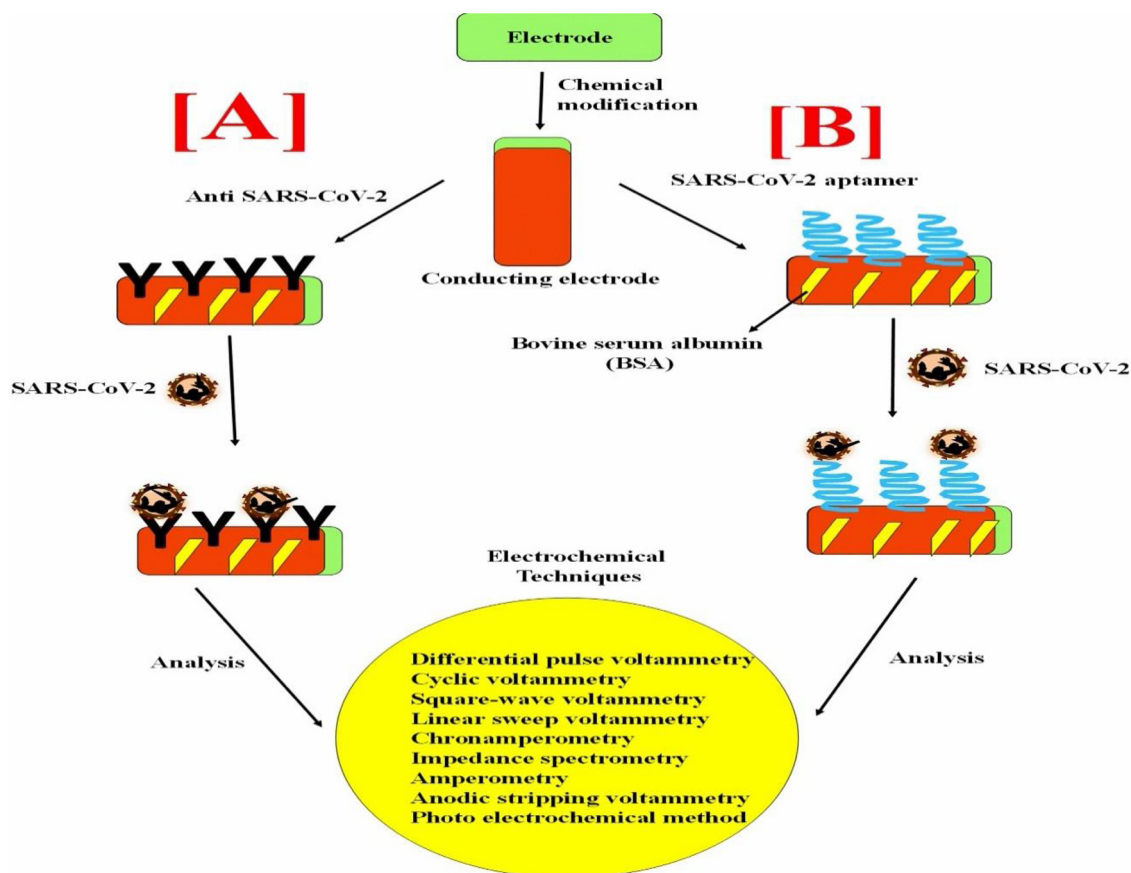 Electrode
Chemical
modification
[A]
[B]
Anti SARS-CoV-2
SARS-CoV-2 aptamer
Conducting electrode
Bovine serum albumin
(BSA)
SARS-CoV-2
SARS-CoV-2
Electrochemical
Techniques
Analysis
Analysis
Differential pulse voltammetry
Cyclic voltammetry
Square-wave voltammetry
Linear sweep voltammetry
Chronamperometry
Impedance spectrometry
Amperometry
Anodic stripping voltammetry
Photo electrochemical method